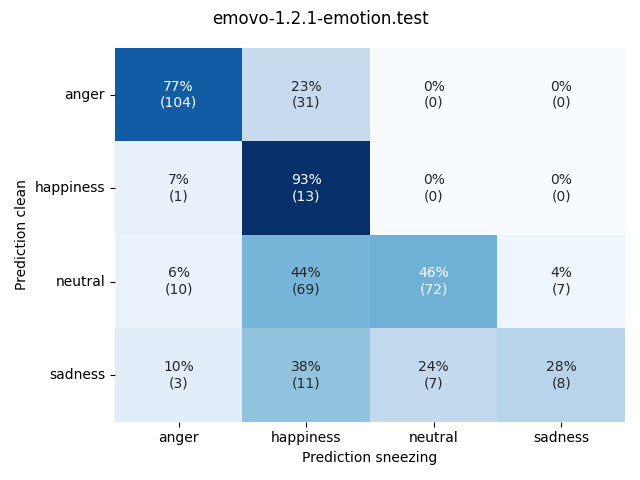 emovo-1.2.1-emotion.test
anger
77%
(104)
23%
(31)
0%
(0)
0%
(0)
happiness
7%
(1)
93%
(13)
0%
(0)
0%
(0)
neutral
6%
(10)
44%
(69)
46%
(72)
4%
(7)
sadness
10%
(3)
38%
(11)
24%
(7)
28%
(8)
Prediction clean
anger
happiness
neutral
sadness
Prediction sneezing